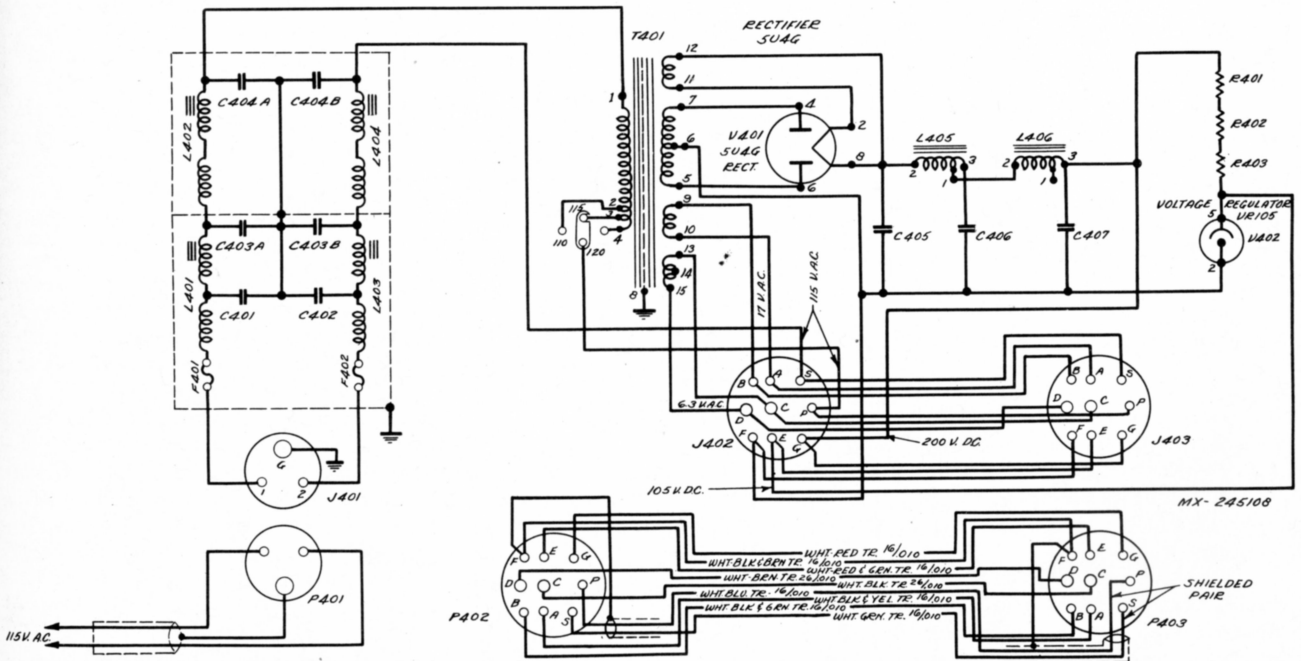 T401
RECTIFIER
5U4G
12
11
7
6
5
9
10
13
14
15
8
1
2
3
4
115
110
120
C404A
C404B
L402
L404
C403A
C403B
L401
L403
C401
C402
F401
F402
G
1
2
J401
P401
115V. A.C.
4
2
8
6
V401
5U4G
RECT.
L405
2
3
1
L406
2
3
1
C405
C406
C407
R401
R402
R403
VOLTAGE REGULATOR
VR105
5
V402
2
17 V.A.C.
115 V.A.C.
6.3 V.A.C.
B
A
S
D
C
P
F
E
G
J402
200 V. D.C.
105 V. D.C.
B
A
S
D
C
P
F
E
G
J403
MX-245108
F
E
G
D
C
P
B
A
S
P402
WHT-RED TR. 16/010
WHT-BLK & BRN TR. 16/010
WHT-RED & GRN. TR. 16/010
WHT-BRN-TR 26/010
WHT. BLK. TR 26/010
WHT. BLU. TR. 16/010
WHT-BLK & YEL TR. 16/010
WHT BLK & GRN TR. 16/010
WHT. GRN. TR. 16/010
F
E
G
D
C
P
B
A
S
P403
SHIELDED
PAIR